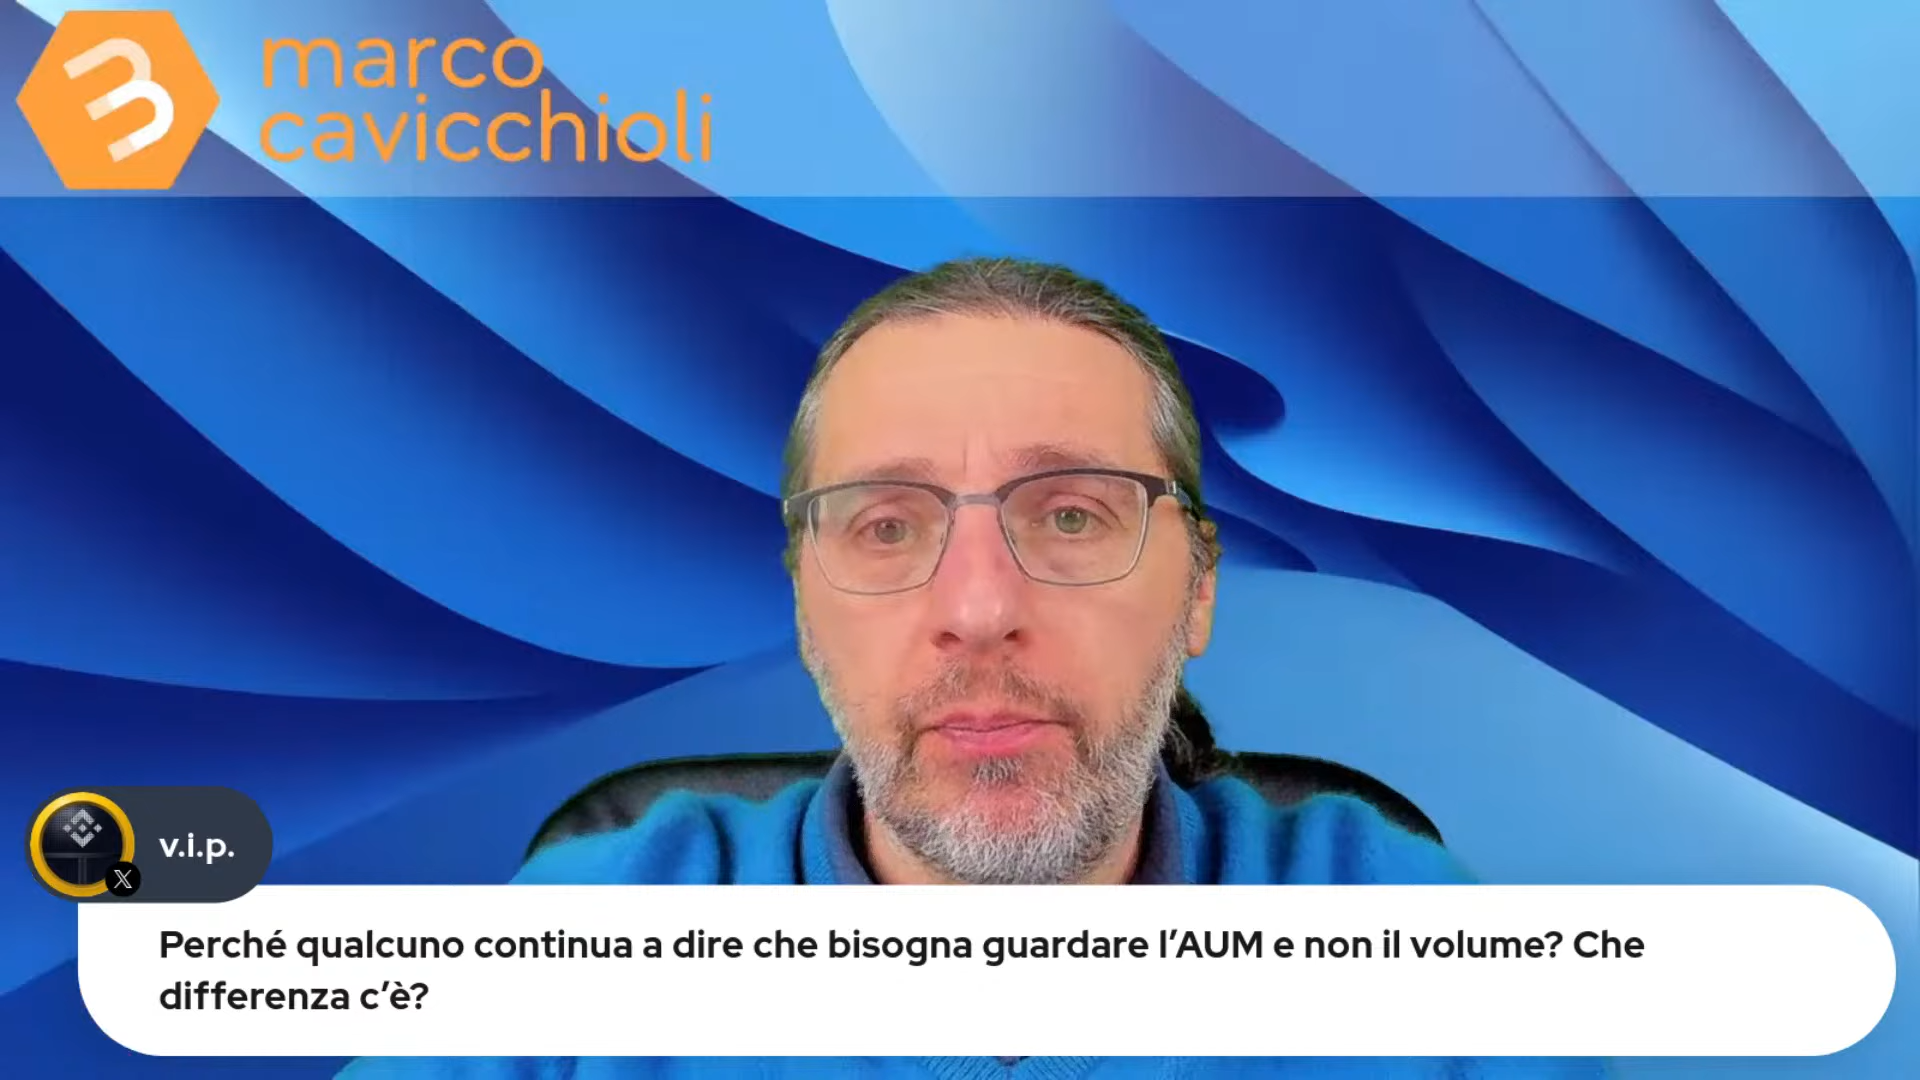 marco
cavicchioli
v.i.p.
Perché qualcuno continua a dire che bisogna guardare l’AUM e non il volume? Che
differenza c’è?